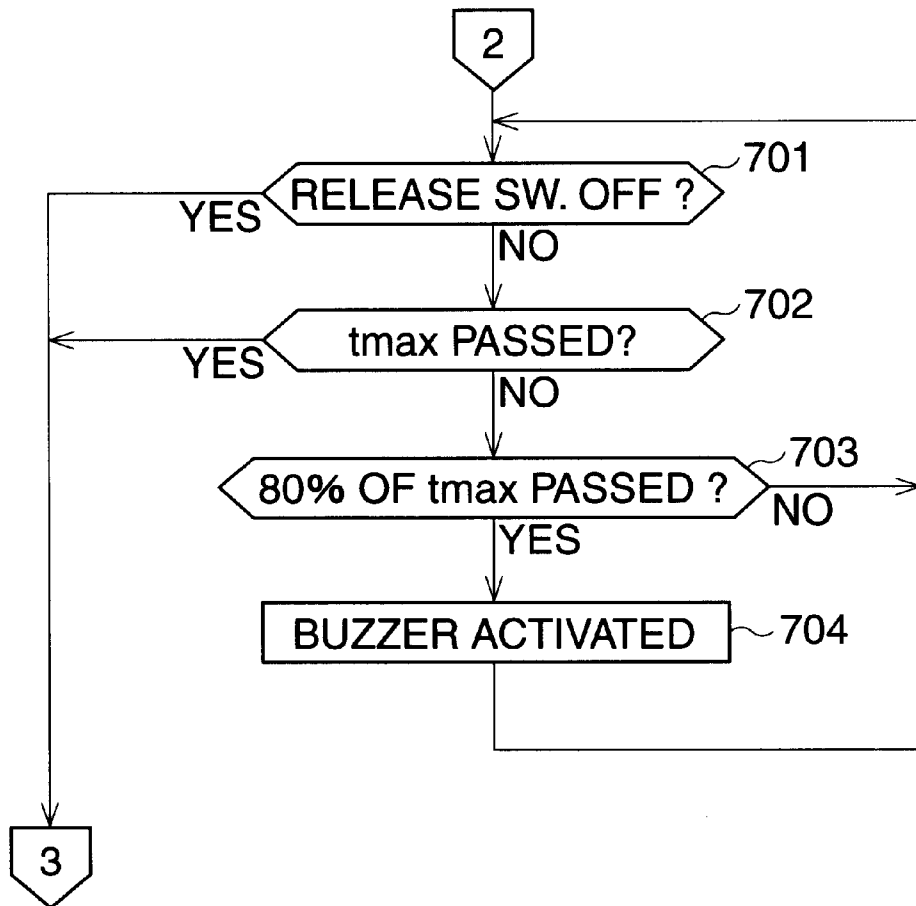 2
701
RELEASE SW. OFF ?
YES
NO
702
tmax PASSED?
YES
NO
703
80% OF tmax PASSED ?
NO
YES
BUZZER ACTIVATED
704
3